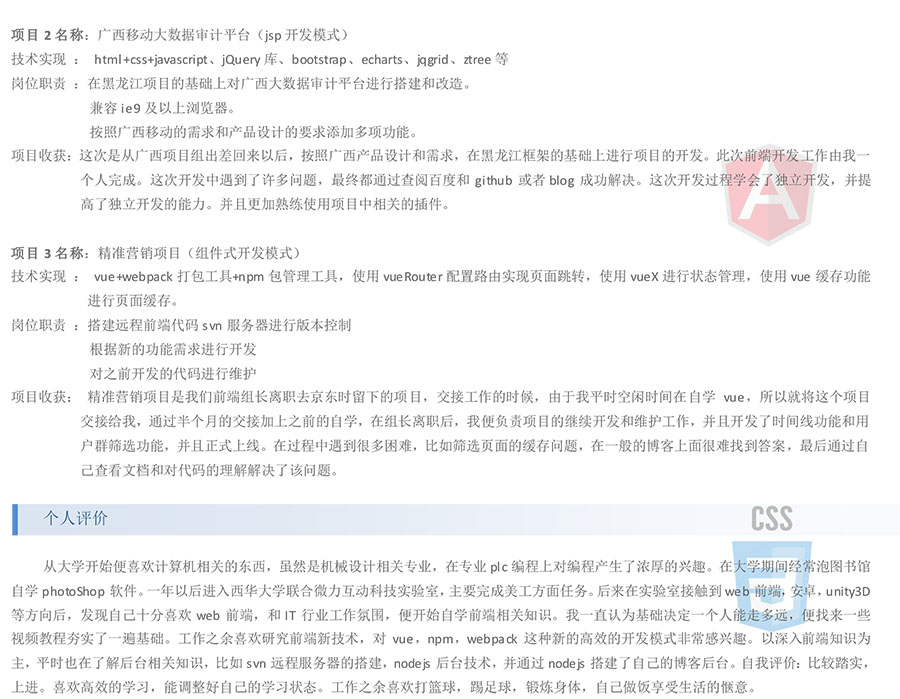 项目 2 名称：广西移动大数据审计平台（jsp 开发模式）
技术实现 ： html+css+javascript、jQuery 库、bootstrap、echarts、jqgrid、ztree 等
岗位职责 ：在黑龙江项目的基础上对广西大数据审计平台进行搭建和改造。
兼容 ie9 及以上浏览器。
按照广西移动的需求和产品设计的要求添加多项功能。
项目收获：这次是从广西项目组出差回来以后，按照广西产品设计和需求，在黑龙江框架的基础上进行项目的开发。此次前端开发工作由我一
个人完成。这次开发中遇到了许多问题，最终都通过查阅百度和 github 或者 blog 成功解决。这次开发过程学会了独立开发，并提
高了独立开发的能力。并且更加熟练使用项目中相关的插件。
项目 3 名称：精准营销项目（组件式开发模式）
技术实现 ： vue+webpack 打包工具+npm 包管理工具，使用 vueRouter 配置路由实现页面跳转，使用 vueX 进行状态管理，使用 vue 缓存功能
进行页面缓存。
岗位职责 ：搭建远程前端代码 svn 服务器进行版本控制
根据新的功能需求进行开发
对之前开发的代码进行维护
项目收获： 精准营销项目是我们前端组长离职去京东时留下的项目，交接工作的时候，由于我平时空闲时间在自学 vue，所以就将这个项目
交接给我，通过半个月的交接加上之前的自学，在组长离职后，我便负责项目的继续开发和维护工作，并且开发了时间线功能和用
户群筛选功能，并且正式上线。在过程中遇到很多困难，比如筛选页面的缓存问题，在一般的博客上面很难找到答案，最后通过自
己查看文档和对代码的理解解决了该问题。
个人评价
CSS
从大学开始便喜欢计算机相关的东西，虽然是机械设计相关专业，在专业 plc 编程上对编程产生了浓厚的兴趣。在大学期间经常泡图书馆
自学 photoShop 软件。一年以后进入西华大学联合微力互动科技实验室，主要完成美工方面任务。后来在实验室接触到 web 前端，安卓，unity3D
等方向后，发现自己十分喜欢 web 前端，和 IT 行业工作氛围，便开始自学前端相关知识。我一直认为基础决定一个人能走多远，便找来一些
视频教程夯实了一遍基础。工作之余喜欢研究前端新技术，对 vue，npm，webpack 这种新的高效的开发模式非常感兴趣。以深入前端知识为
主，平时也在了解后台相关知识，比如 svn 远程服务器的搭建，nodejs 后台技术，并通过 nodejs 搭建了自己的博客后台。自我评价：比较踏实，
上进。喜欢高效的学习，能调整好自己的学习状态。工作之余喜欢打篮球，踢足球，锻炼身体，自己做饭享受生活的惬意。